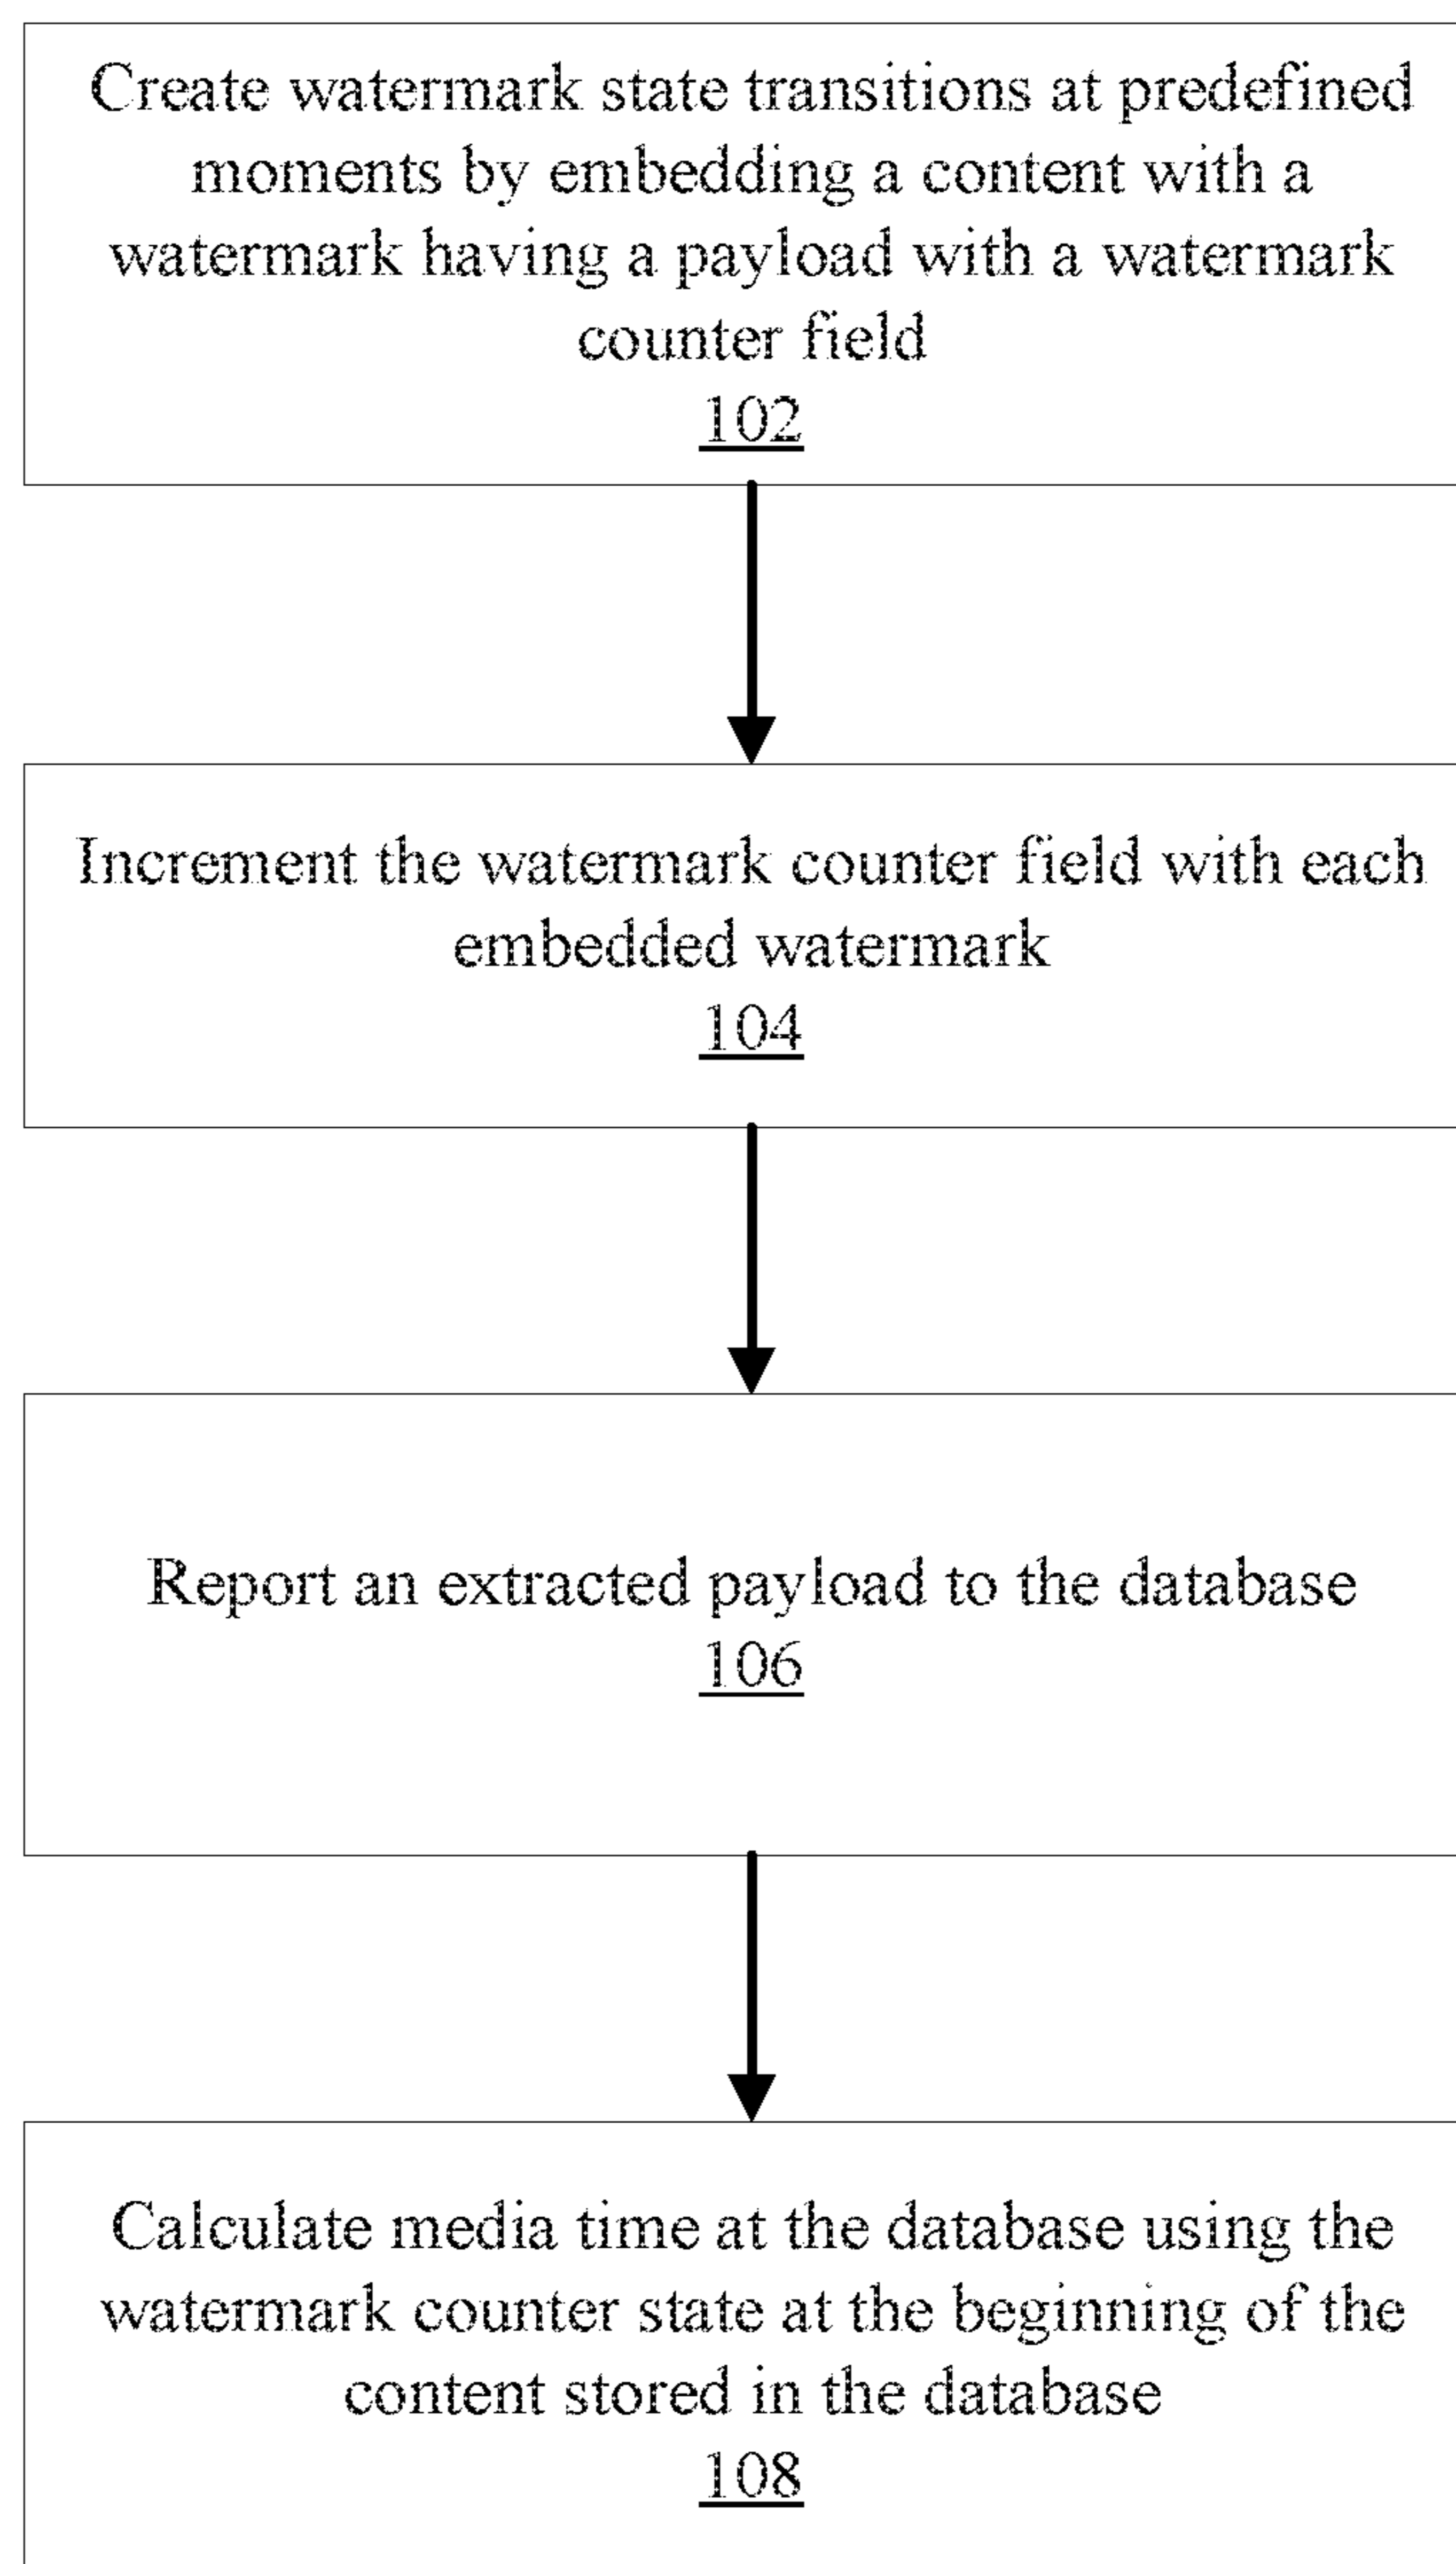 Create watermark state transitions at predefined
moments by embedding a content with a
watermark having a payload with a watermark
counter field
102
Increment the watermark counter field with each
embedded watermark
104
Report an extracted payload to the database
106
Calculate media time at the database using the
watermark counter state at the beginning of the
content stored in the database
108